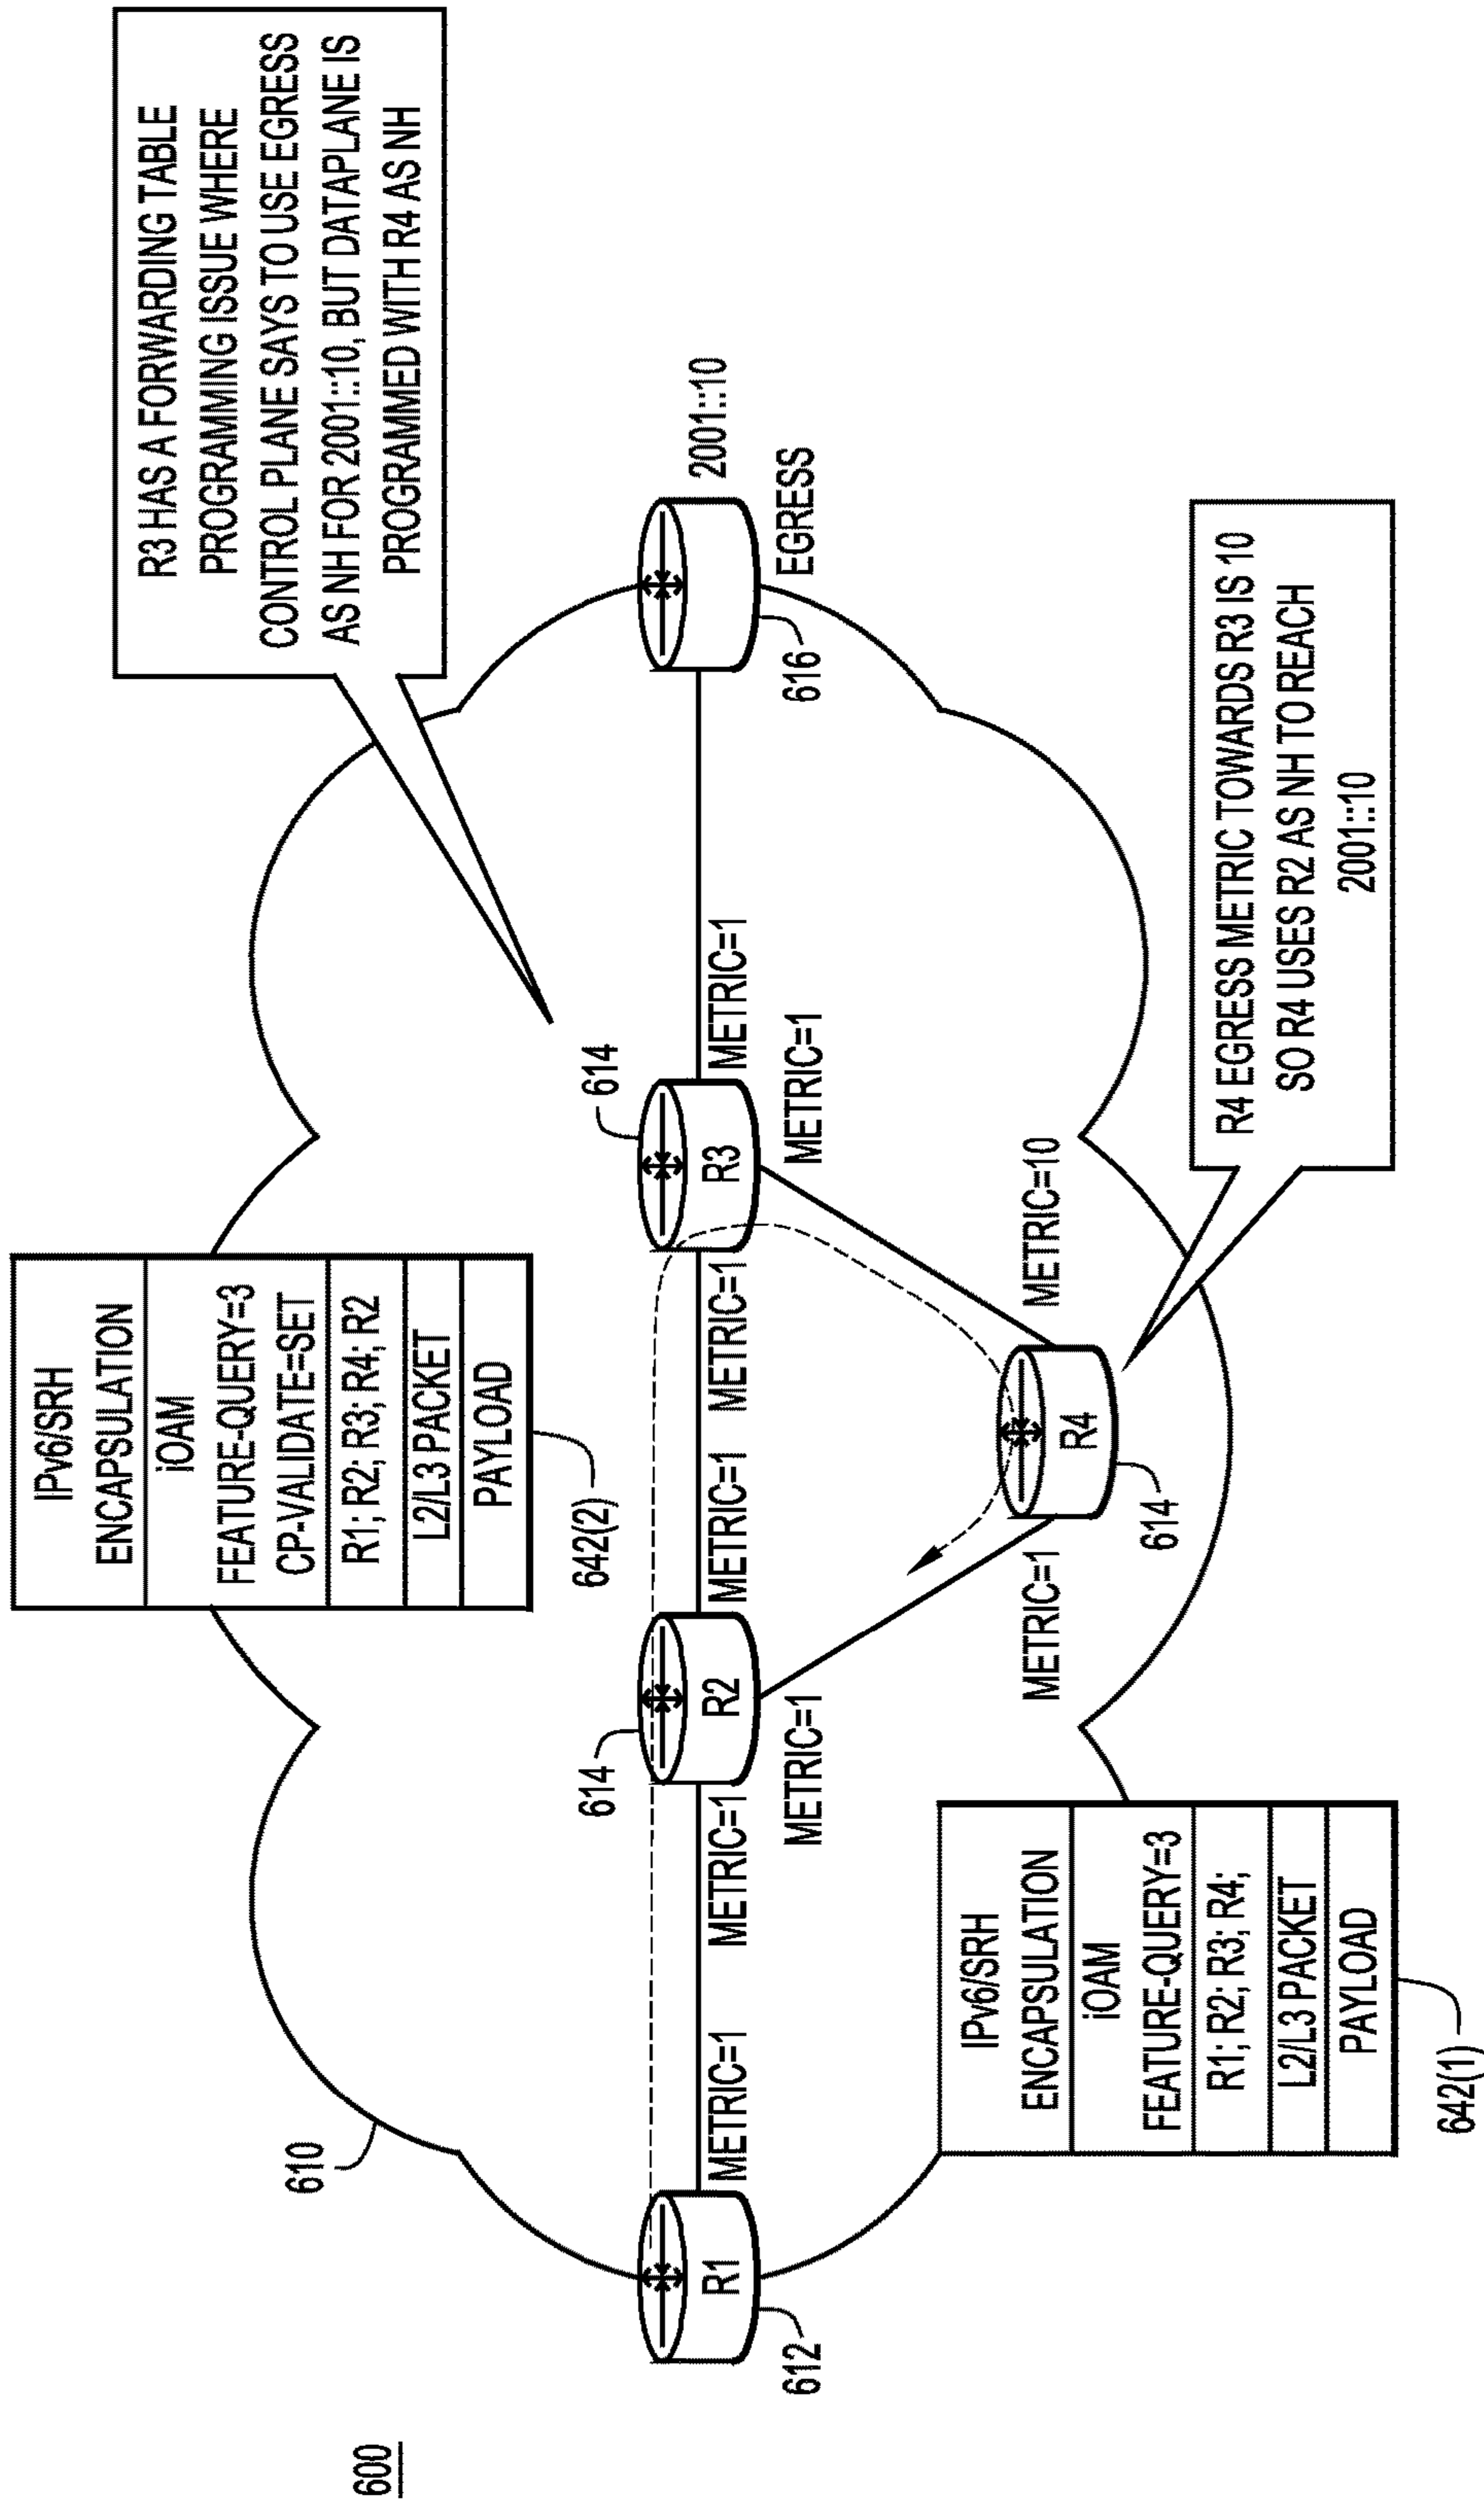 600
610
IPv6/SRH
ENCAPSULATION
iOAM
FEATURE-QUERY=3
CP-VALIDATE=SET
R1; R2; R3; R4; R2
L2/L3 PACKET
PAYLOAD
642(2)
R3 HAS A FORWARDING TABLE
PROGRAMMING ISSUE WHERE
CONTROL PLANE SAYS TO USE EGRESS
AS NH FOR 2001::10, BUT DATAPLANE IS
PROGRAMMED WITH R4 AS NH
614
614
R1
METRIC=1
METRIC=1
R2
METRIC=1
METRIC=1
R3
METRIC=1
2001::10
612
METRIC=1
METRIC=1
616
EGRESS
METRIC=1
R4
METRIC=10
614
IPv6/SRH
ENCAPSULATION
iOAM
FEATURE-QUERY=3
R1; R2; R3; R4;
L2/L3 PACKET
PAYLOAD
642(1)
R4 EGRESS METRIC TOWARDS R3 IS 10
SO R4 USES R2 AS NH TO REACH
2001::10